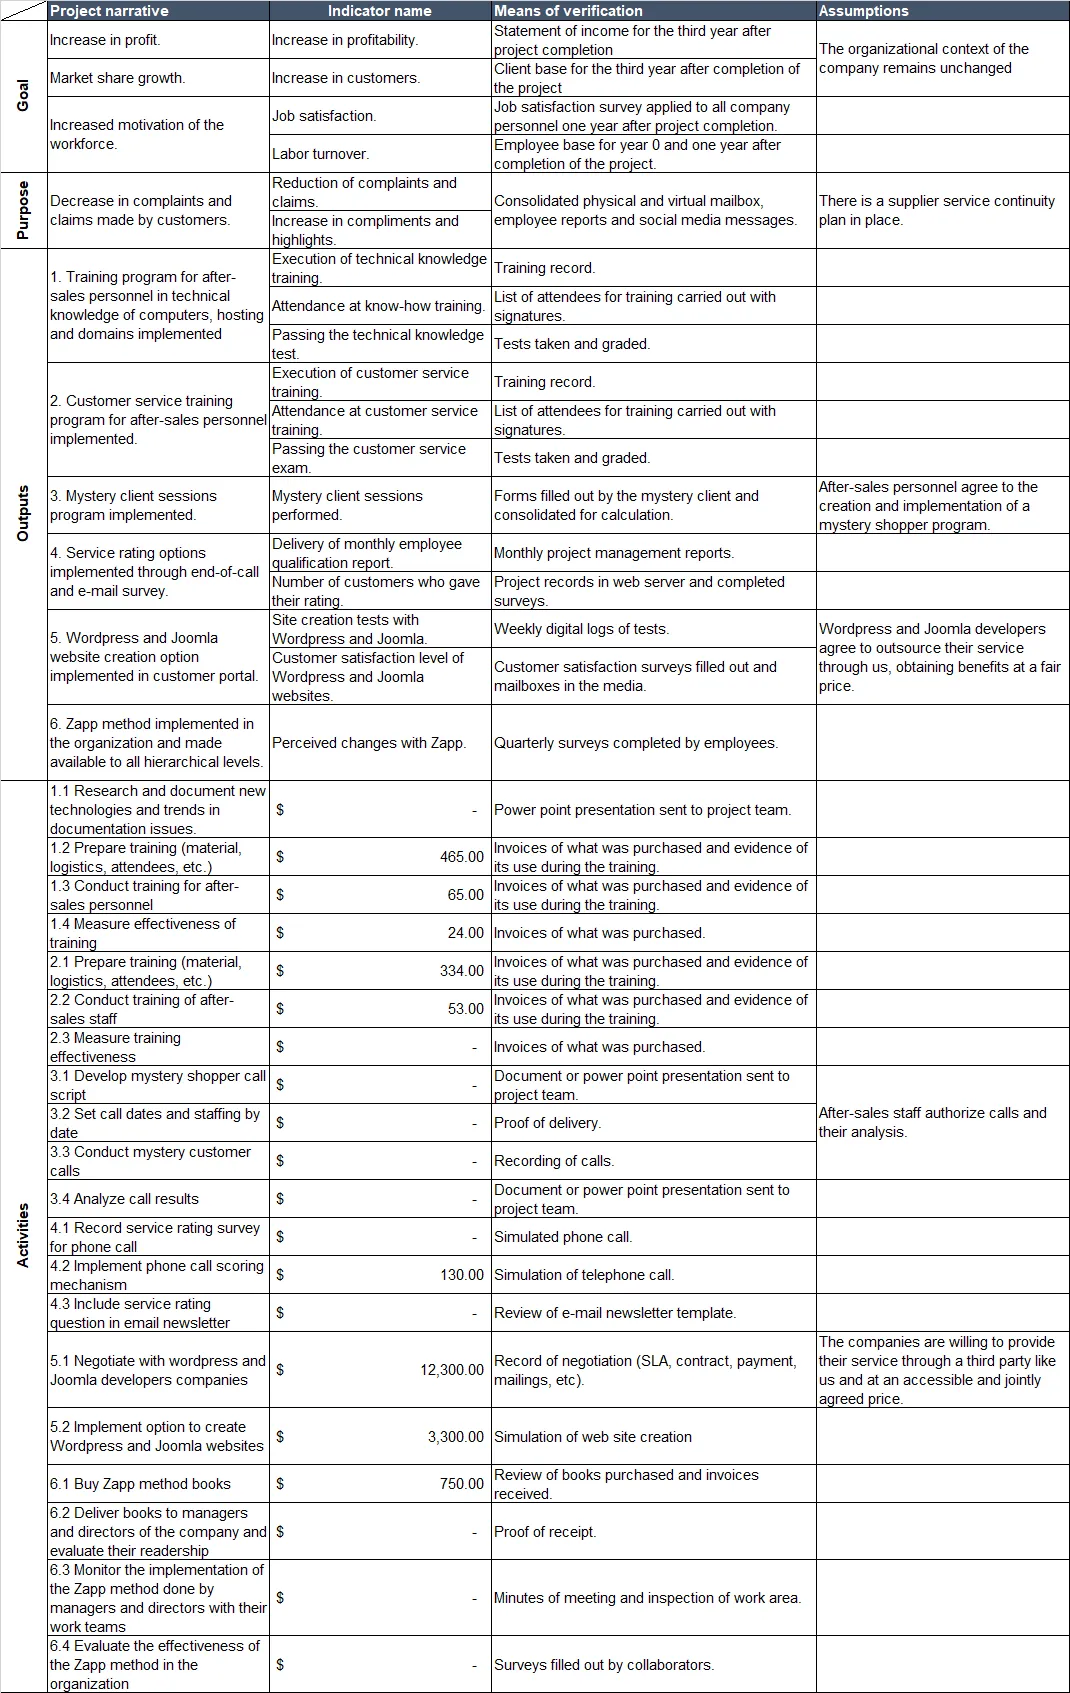 Project narrative Indicator name Means of verification Assumptions
Goal
Increase in profit.
Increase in profitability.
Statement of income for the third year after
project completion
The organizational context of the
company remains unchanged
Market share growth.
Increase in customers.
Client base for the third year after completion of
the project
Increased motivation of the
workforce.
Job satisfaction.
Job satisfaction survey applied to all company
personnel one year after project completion.
Labor turnover.
Employee base for year 0 and one year after
completion of the project.
Purpose
Decrease in complaints and
claims made by customers.
Reduction of complaints and
claims.
Increase in compliments and
highlights.
Consolidated physical and virtual mailbox,
employee reports and social media messages.
There is a supplier service continuity
plan in place.
Outputs
1. Training program for after-
sales personnel in technical
knowledge of computers, hosting
and domains implemented
Execution of technical knowledge
training.
Training record.
Attendance at know-how training.
List of attendees for training carried out with
signatures.
Passing the technical knowledge
test.
Tests taken and graded.
2. Customer service training
program for after-sales personnel
implemented.
Execution of customer service
training.
Training record.
Attendance at customer service
training.
List of attendees for training carried out with
signatures.
Passing the customer service
exam.
Tests taken and graded.
3. Mystery client sessions
program implemented.
Mystery client sessions
performed.
Forms filled out by the mystery client and
consolidated for calculation.
After-sales personnel agree to the
creation and implementation of a
mystery shopper program.
4. Service rating options
implemented through end-of-call
and e-mail survey.
Delivery of monthly employee
qualification report.
Monthly project management reports.
Number of customers who gave
their rating.
Project records in web server and completed
surveys.
5. Wordpress and Joomla
website creation option
implemented in customer portal.
Site creation tests with
Wordpress and Joomla.
Weekly digital logs of tests.
Customer satisfaction level of
Wordpress and Joomla
websites.
Customer satisfaction surveys filled out and
mailboxes in the media.
Wordpress and Joomla developers
agree to outsource their service
through us, obtaining benefits at a fair
price.
6. Zapp method implemented in
the organization and made
available to all hierarchical levels.
Perceived changes with Zapp.
Quarterly surveys completed by employees.
Activities
1.1 Research and document new
technologies and trends in
documentation issues.
$ -
Power point presentation sent to project team.
1.2 Prepare training (material,
logistics, attendees, etc.)
$ 465.00
Invoices of what was purchased and evidence of
its use during the training.
1.3 Conduct training for after-
sales personnel
$ 65.00
Invoices of what was purchased and evidence of
its use during the training.
1.4 Measure effectiveness of
training
$ 24.00
Invoices of what was purchased.
2.1 Prepare training (material,
logistics, attendees, etc.)
$ 334.00
Invoices of what was purchased and evidence of
its use during the training.
2.2 Conduct training of after-
sales staff
$ 53.00
Invoices of what was purchased and evidence of
its use during the training.
2.3 Measure training
effectiveness
$ -
Invoices of what was purchased.
3.1 Develop mystery shopper call
script
$ -
Document or power point presentation sent to
project team.
3.2 Set call dates and staffing by
date
$ -
Proof of delivery.
After-sales staff authorize calls and
their analysis.
3.3 Conduct mystery customer
calls
$ -
Recording of calls.
3.4 Analyze call results
$ -
Document or power point presentation sent to
project team.
4.1 Record service rating survey
for phone call
$ -
Simulated phone call.
4.2 Implement phone call scoring
mechanism
$ 130.00
Simulation of telephone call.
4.3 Include service rating
question in email newsletter
$ -
Review of e-mail newsletter template.
5.1 Negotiate with wordpress and
Joomla developers companies
$ 12,300.00
Record of negotiation (SLA, contract, payment,
mailings, etc).
The companies are willing to provide
their service through a third party like
us and at an accessible and jointly
agreed price.
5.2 Implement option to create
Wordpress and Joomla websites
$ 3,300.00
Simulation of web site creation
6.1 Buy Zapp method books
$ 750.00
Review of books purchased and invoices
received.
6.2 Deliver books to managers
and directors of the company and
evaluate their readership
$ -
Proof of receipt.
6.3 Monitor the implementation of
the Zapp method done by
managers and directors with their
work teams
$ -
Minutes of meeting and inspection of work area.
6.4 Evaluate the effectiveness of
the Zapp method in the
organization
$ -
Surveys filled out by collaborators.